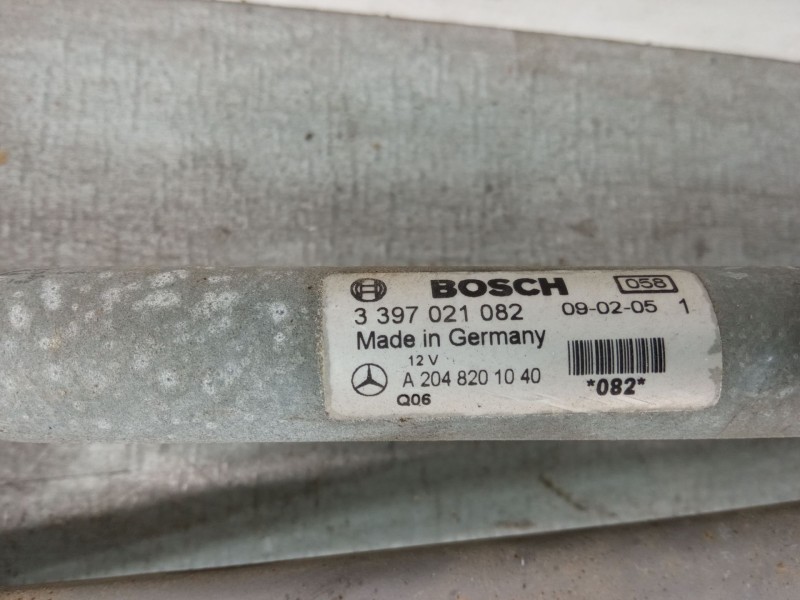 BOSCH 058
3 397 021 082 09-02-05 1
Made in Germany
12 V
A 204 820 10 40 *082*
Q06